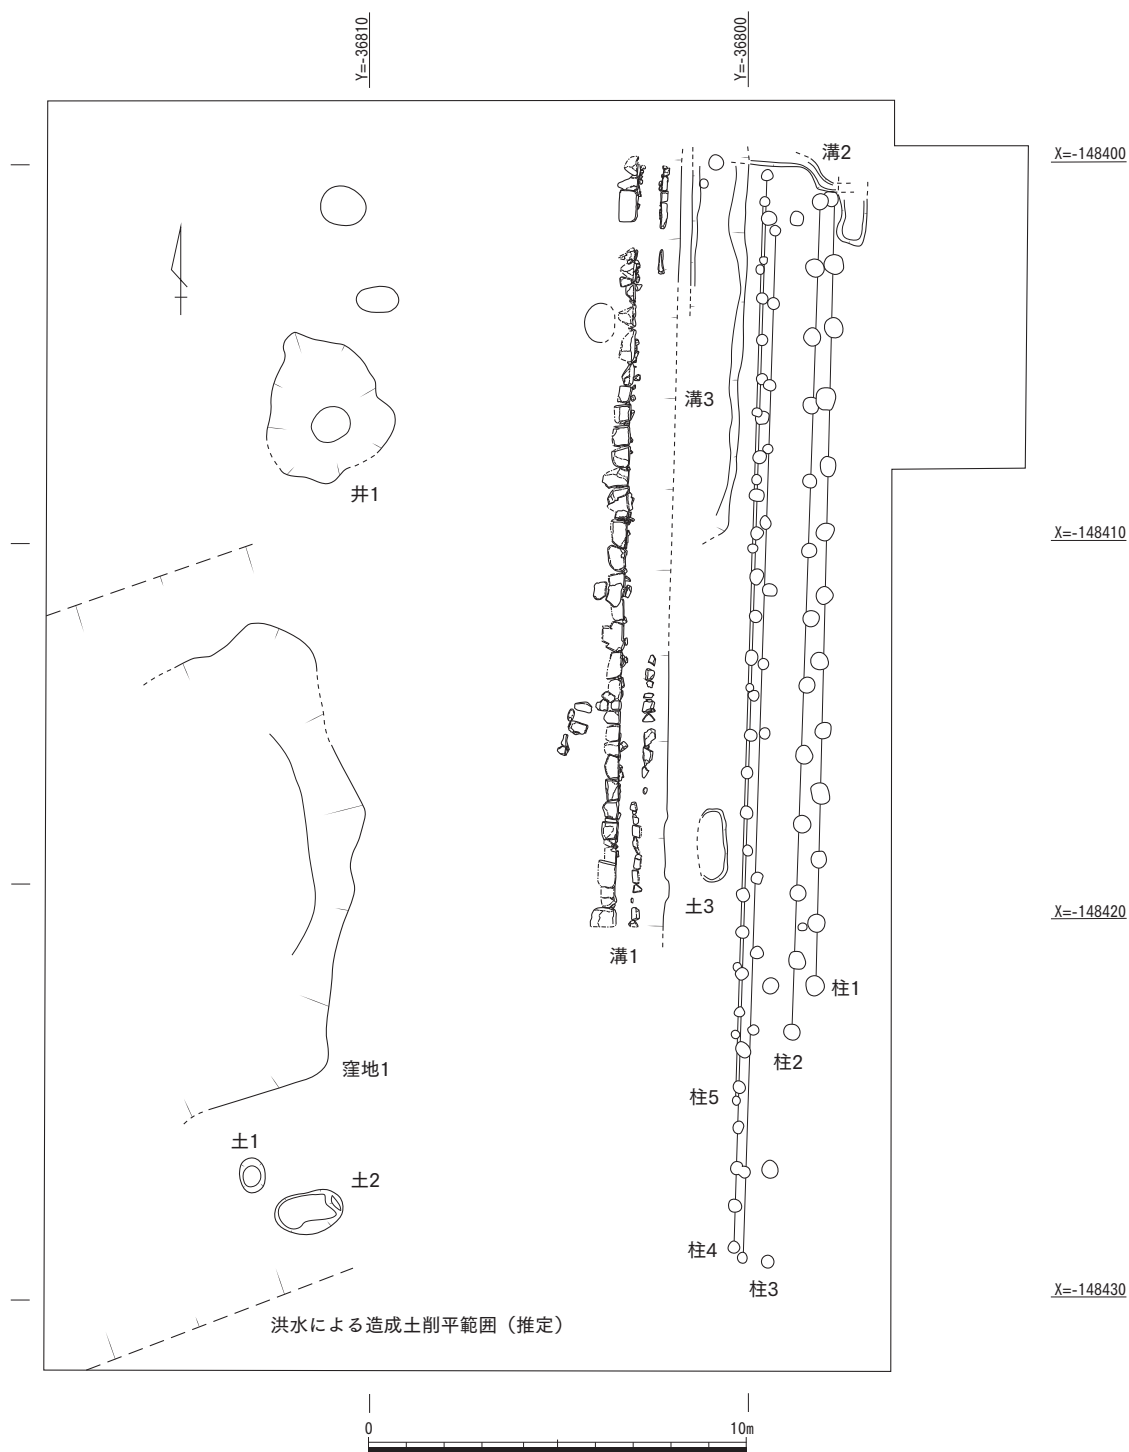 Y=-36810
Y=-36800
溝2
X=-148400
溝3
井1
X=-148410
土3
X=-148420
溝1
柱1
柱2
窪地1
柱5
土1
土2
柱4
柱3
X=-148430
洪水による造成土削平範囲（推定）
0
10m